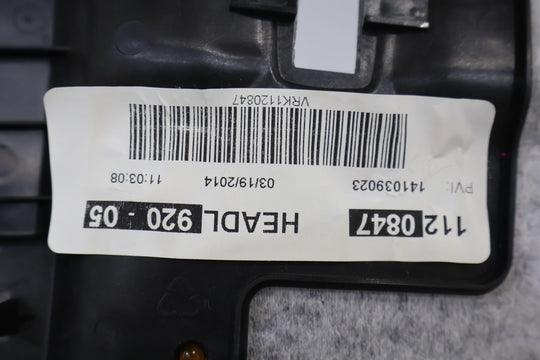 112 0847 HEADL 920 - 05
PVI: 141039023 03/19/2014 11:03:08
VRK1120847